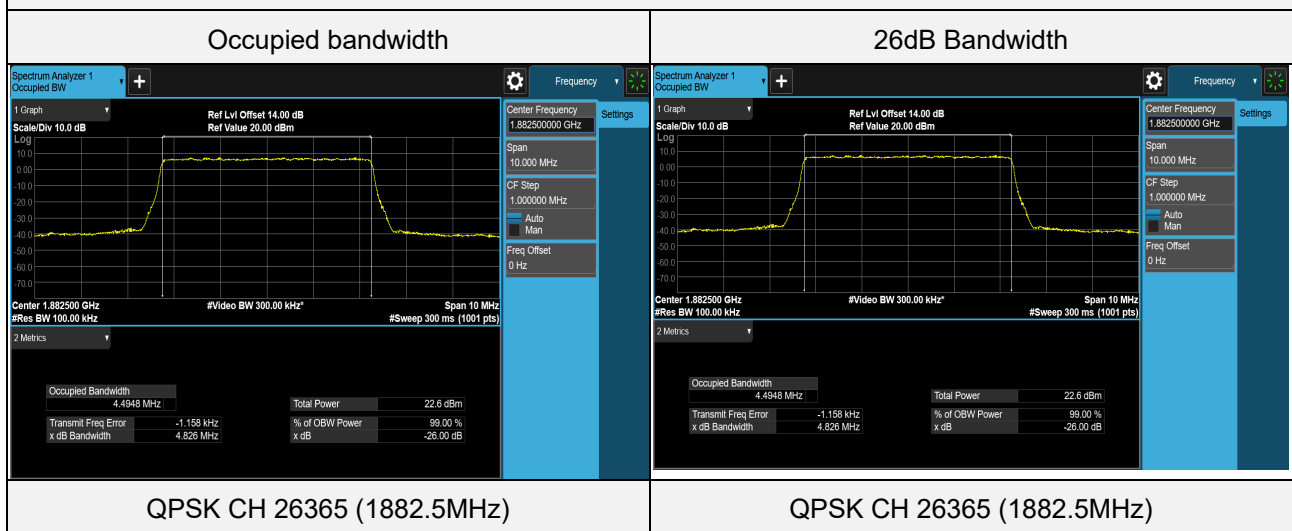 Occupied bandwidth
26dB Bandwidth
Spectrum Analyzer 1
Occupied BW
+
Frequency
1 Graph
Ref Lvl Offset 14.00 dB
Scale/Div 10.0 dB
Ref Value 20.00 dBm
Log
10.0
0.00
-10.0
-20.0
-30.0
-40.0
-50.0
-60.0
-70.0
Center 1.882500 GHz
#Video BW 300.00 kHz*
Span 10 MHz
#Res BW 100.00 kHz
#Sweep 300 ms (1001 pts)
Center Frequency
1.882500000 GHz
Settings
Span
10.000 MHz
CF Step
1.000000 MHz
Auto
Man
Freq Offset
0 Hz
2 Metrics
Occupied Bandwidth
4.4948 MHz
Total Power 22.6 dBm
Transmit Freq Error -1.158 kHz
% of OBW Power 99.00 %
x dB Bandwidth 4.826 MHz
x dB -26.00 dB
Spectrum Analyzer 1
Occupied BW
+
Frequency
1 Graph
Ref Lvl Offset 14.00 dB
Scale/Div 10.0 dB
Ref Value 20.00 dBm
Log
10.0
0.00
-10.0
-20.0
-30.0
-40.0
-50.0
-60.0
-70.0
Center 1.882500 GHz
#Video BW 300.00 kHz*
Span 10 MHz
#Res BW 100.00 kHz
#Sweep 300 ms (1001 pts)
Center Frequency
1.882500000 GHz
Settings
Span
10.000 MHz
CF Step
1.000000 MHz
Auto
Man
Freq Offset
0 Hz
2 Metrics
Occupied Bandwidth
4.4948 MHz
Total Power 22.6 dBm
Transmit Freq Error -1.158 kHz
% of OBW Power 99.00 %
x dB Bandwidth 4.826 MHz
x dB -26.00 dB
QPSK CH 26365 (1882.5MHz)
QPSK CH 26365 (1882.5MHz)